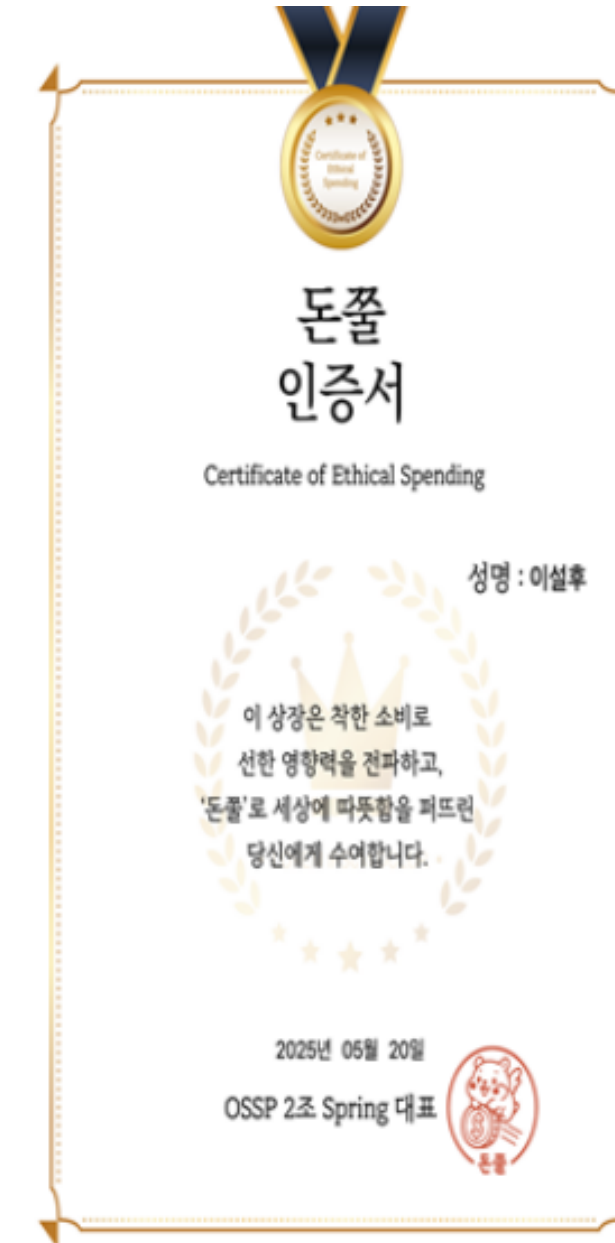 Certificate of
Ethical
Spending
돈쭐
인증서
Certificate of Ethical Spending
성명 : 이설후
이 상장은 착한 소비로
선한 영향력을 전파하고,
‘돈쭐’로 세상에 따뜻함을 퍼뜨린
당신에게 수여합니다.
2025년 05월 20일
OSSP 2조 Spring 대표
돈쭐